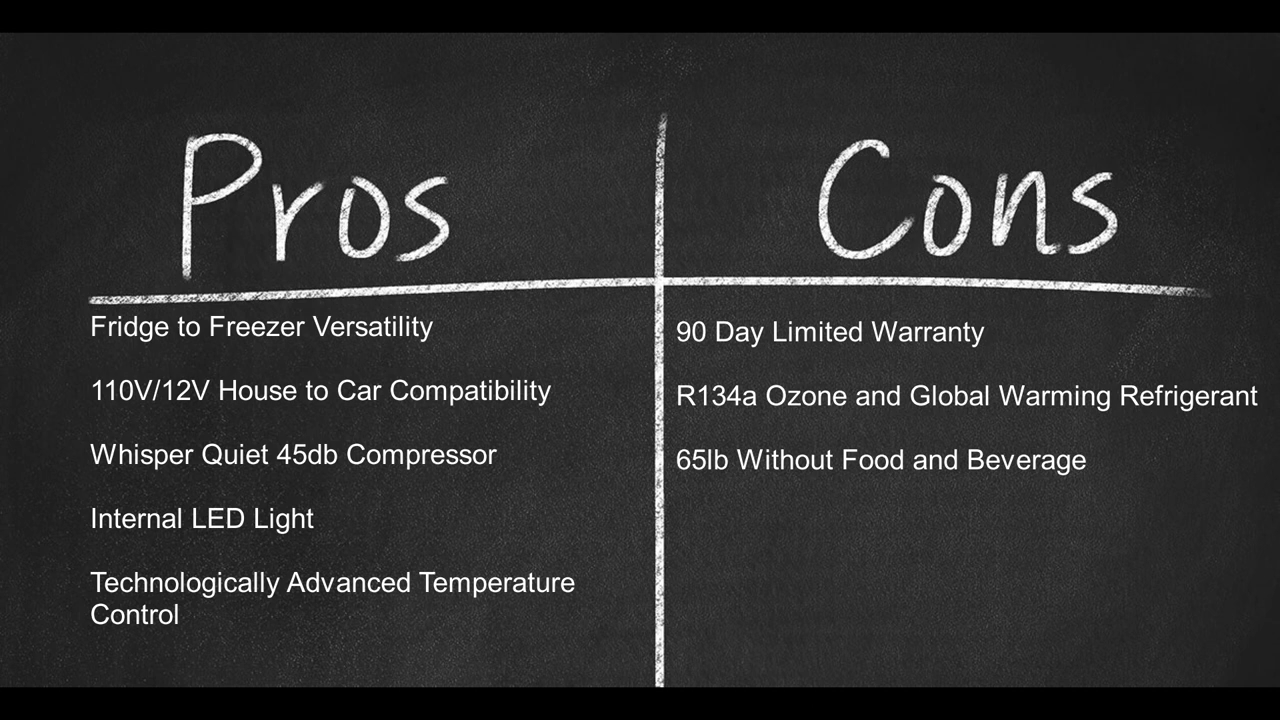 Pros
Fridge to Freezer Versatility
110V/12V House to Car Compatibility
Whisper Quiet 45db Compressor
Internal LED Light
Technologically Advanced Temperature
Control
Cons
90 Day Limited Warranty
R134a Ozone and Global Warming Refrigerant
65lb Without Food and Beverage